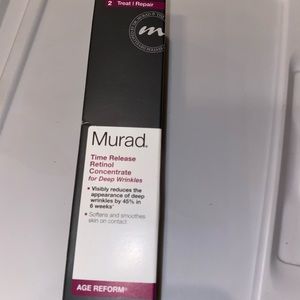 2 Treat | Repair
m
Murad.
Time Release
Retinol
Concentrate
for Deep Wrinkles
• Visibly reduces the
appearance of deep
wrinkles by 45% in
6 weeks*
• Softens and smoothes
skin on contact
AGE REFORM®